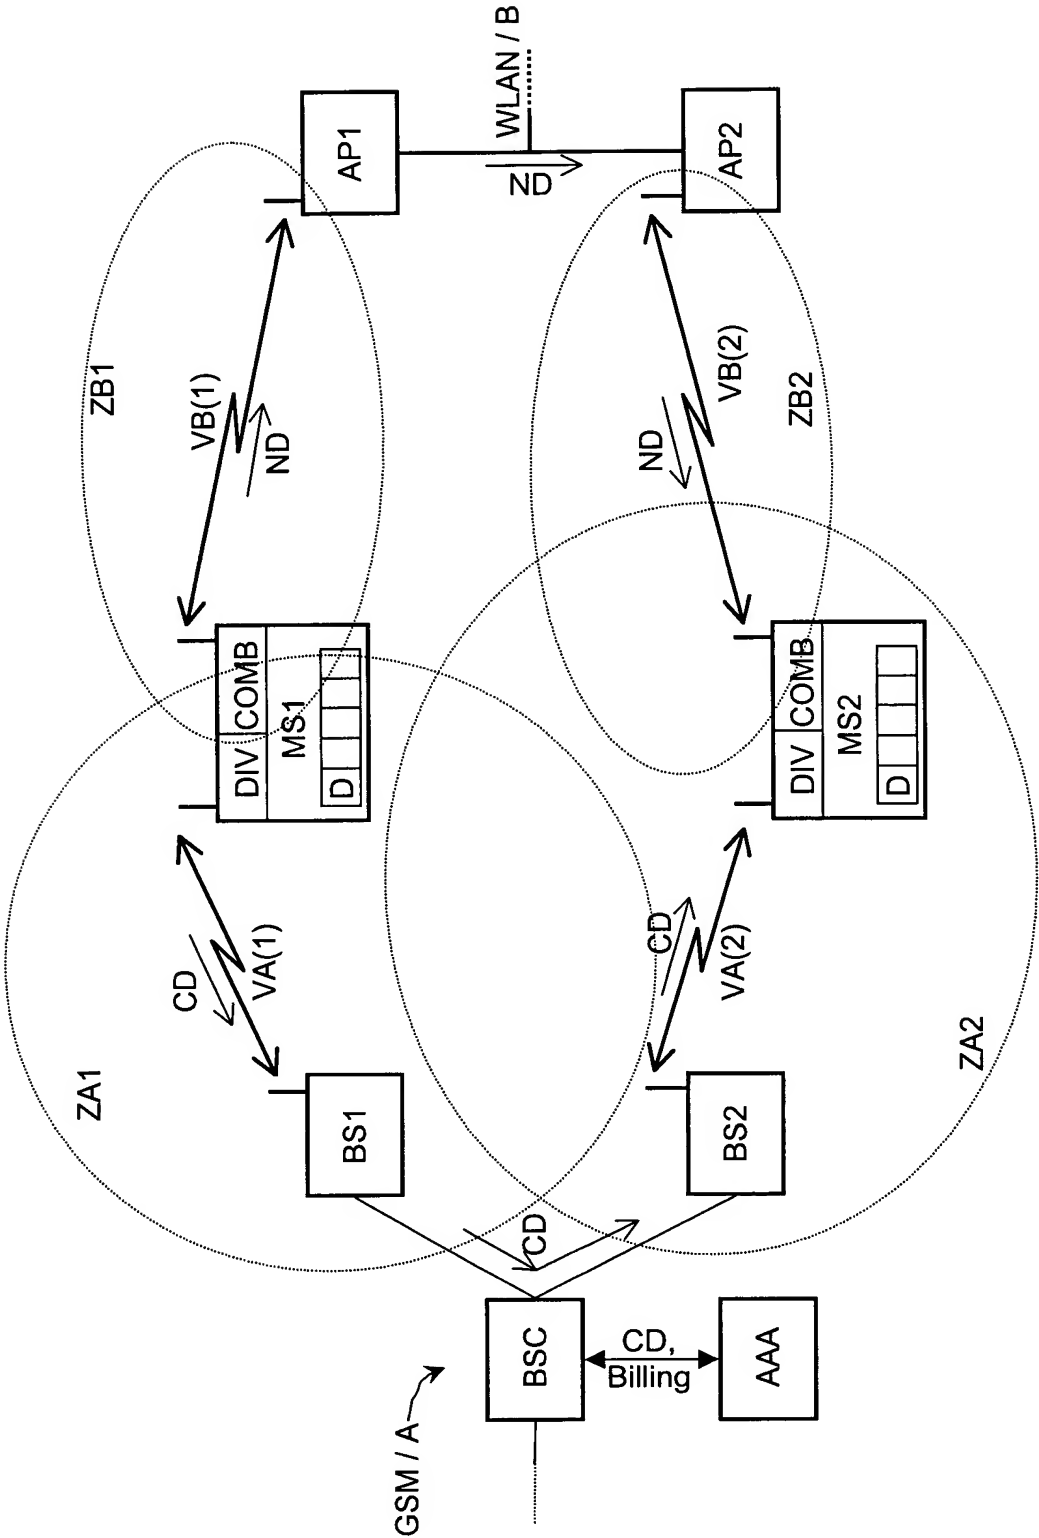 ZA1
ZB1
CD
VB(1)
VA(1)
DIV COMB
ND
MS1
D
BS1
AP1
GSM / A
WLAN / B
BSC
CD
ND
CD,
Billing
CD
ND
VA(2)
VB(2)
BS2
AP2
AAA
DIV COMB
ZB2
MS2
D
ZA2